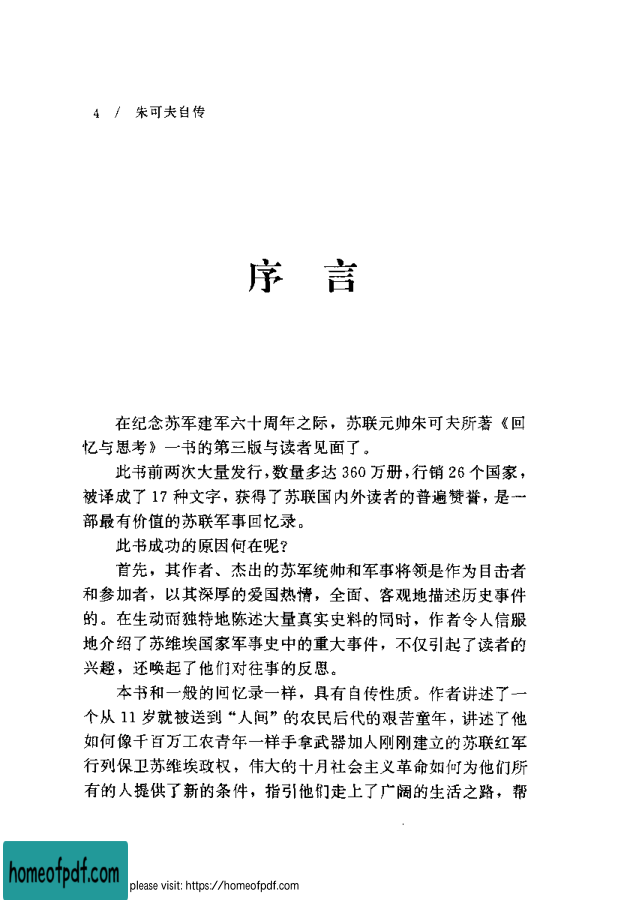 4 / 朱可夫自传
序 言
在纪念苏军建军六十周年之际，苏联元帅朱可夫所著《回
忆与思考》一书的第三版与读者见面了。
此书前两次大量发行，数量多达 360 万册，行销 26 个国家，
被译成了 17 种文字，获得了苏联国内外读者的普遍赞誉，是一
部最有价值的苏联军事回忆录。
此书成功的原因何在呢？
首先，其作者、杰出的苏军统帅和军事将领是作为目击者
和参加者，以其深厚的爱国热情，全面、客观地描述历史事件
的。在生动而独特地陈述大量真实史料的同时，作者令人信服
地介绍了苏维埃国家军事史中的重大事件，不仅引起了读者的
兴趣，还唤起了他们对往事的反思。
本书和一般的回忆录一样，具有自传性质。作者讲述了一
个从 11 岁就被送到“人间”的农民后代的艰苦童年，讲述了他
如何像千百万工农青年一样手拿武器加人刚刚建立的苏联红军
行列保卫苏维埃政权，伟大的十月社会主义革命如何为他们所
有的人提供了新的条件，指引他们走上了广阔的生活之路，帮
homeofpdf.com
please visit: https://homeofpdf.com